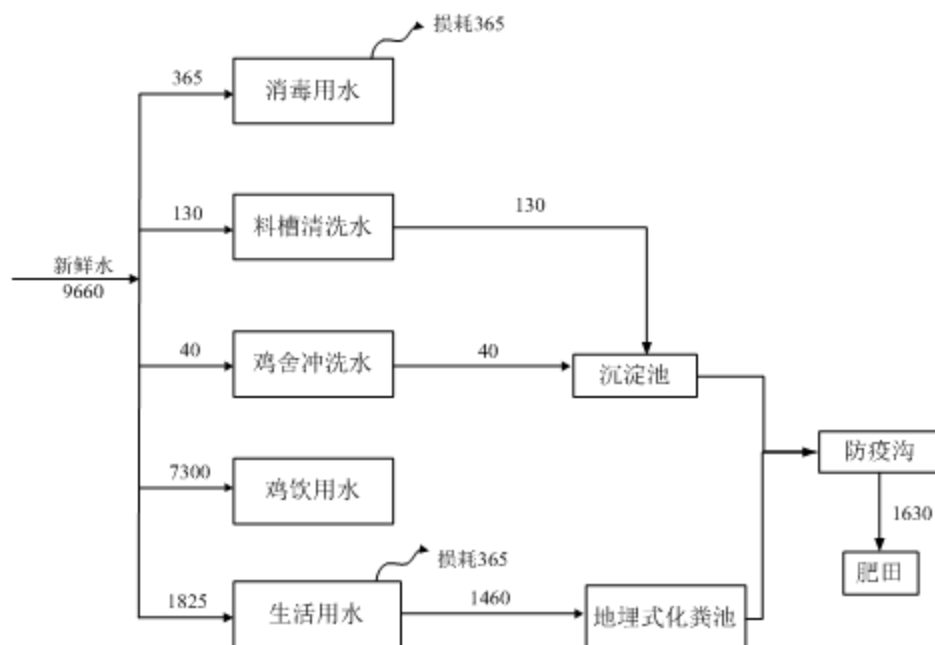 损耗365
365
消毒用水
130
料槽清洗水
130
新鲜水
9660
40
鸡舍冲洗水
40
沉淀池
防疫沟
7300
鸡饮用水
1630
损耗365
肥田
1825
生活用水
1460
地埋式化粪池